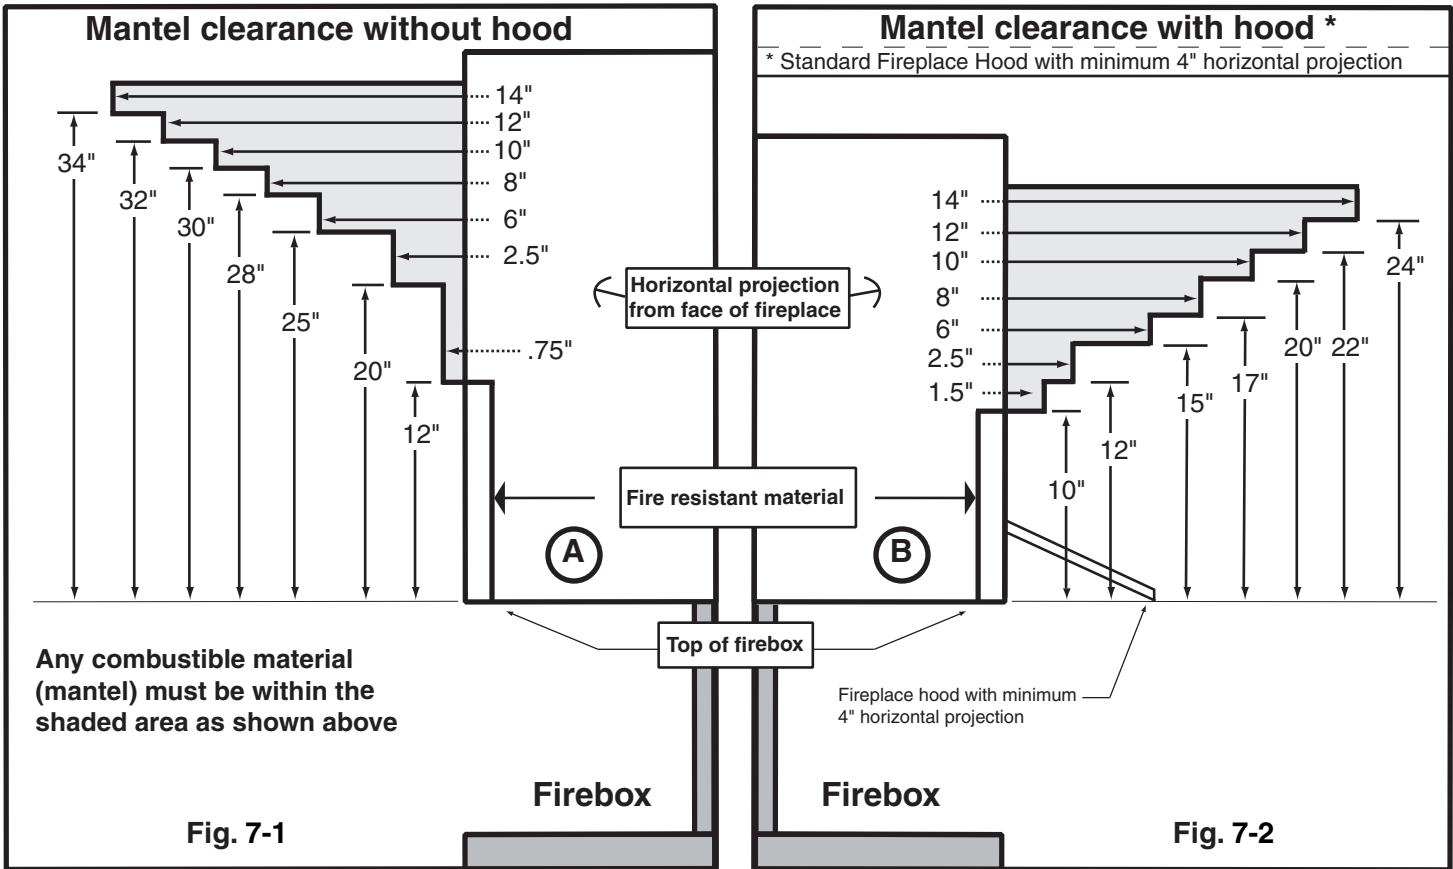 Mantel clearance without hood
14"
12"
10"
8"
6"
2.5"
.75"
34"
32"
30"
28"
25"
20"
12"
Any combustible material
(mantel) must be within the
shaded area as shown above
A
Firebox
Fig. 7-1
Horizontal projection
from face of fireplace
Fire resistant material
Top of firebox
Mantel clearance with hood *
* Standard Fireplace Hood with minimum 4" horizontal projection
14"
12"
10"
8"
6"
2.5"
1.5"
10"
12"
15"
17"
20"
22"
24"
B
Fireplace hood with minimum
4" horizontal projection
Firebox
Fig. 7-2